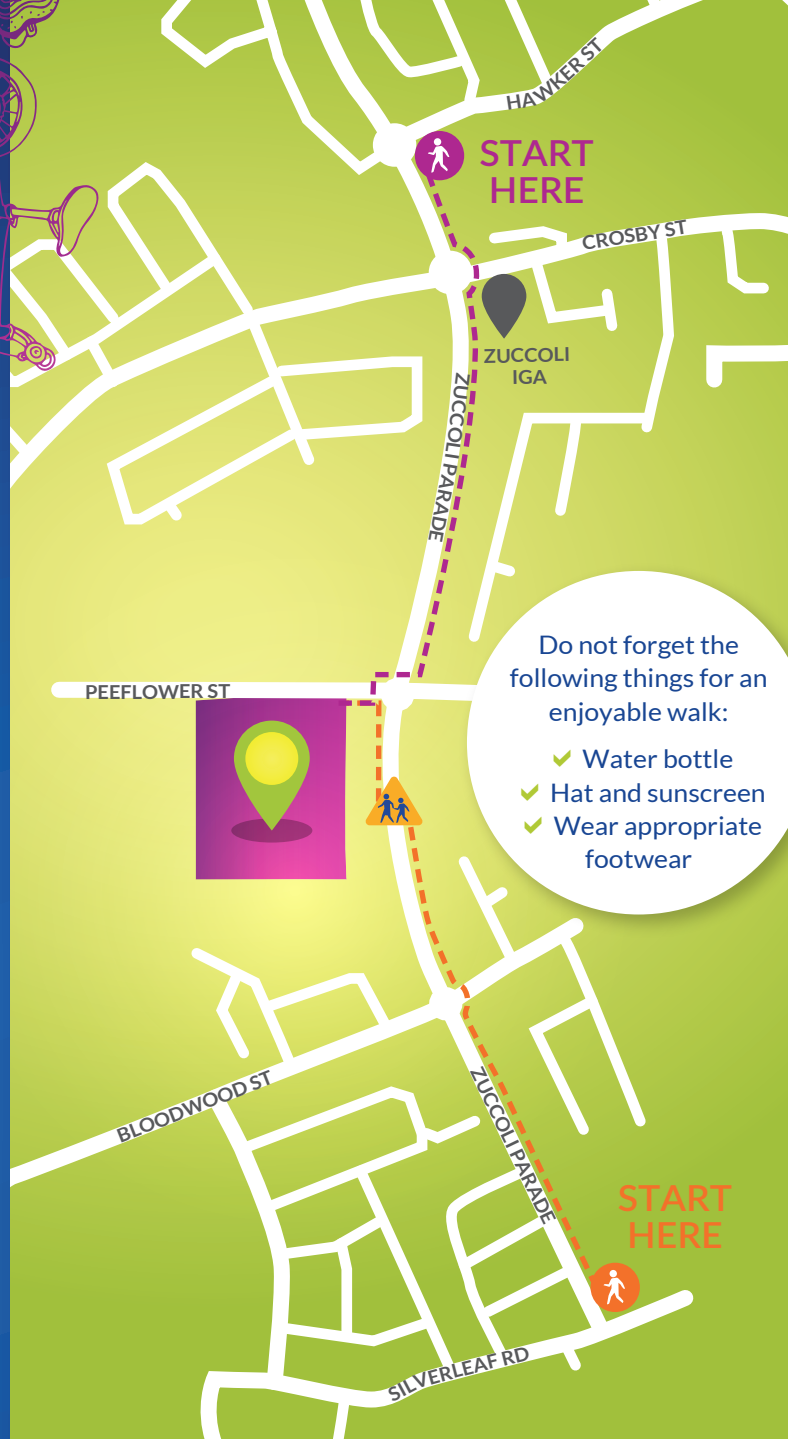 HAWKER ST
START
HERE
CROSBY ST
ZUCCOLI
IGA
ZUCCOLI PARADE
Do not forget the
following things for an
enjoyable walk:
Water bottle
Hat and sunscreen
Wear appropriate
footwear
PEEFLOWER ST
BLOODWOOD ST
ZUCCOLI PARADE
START
HERE
SILVERLEAF RD